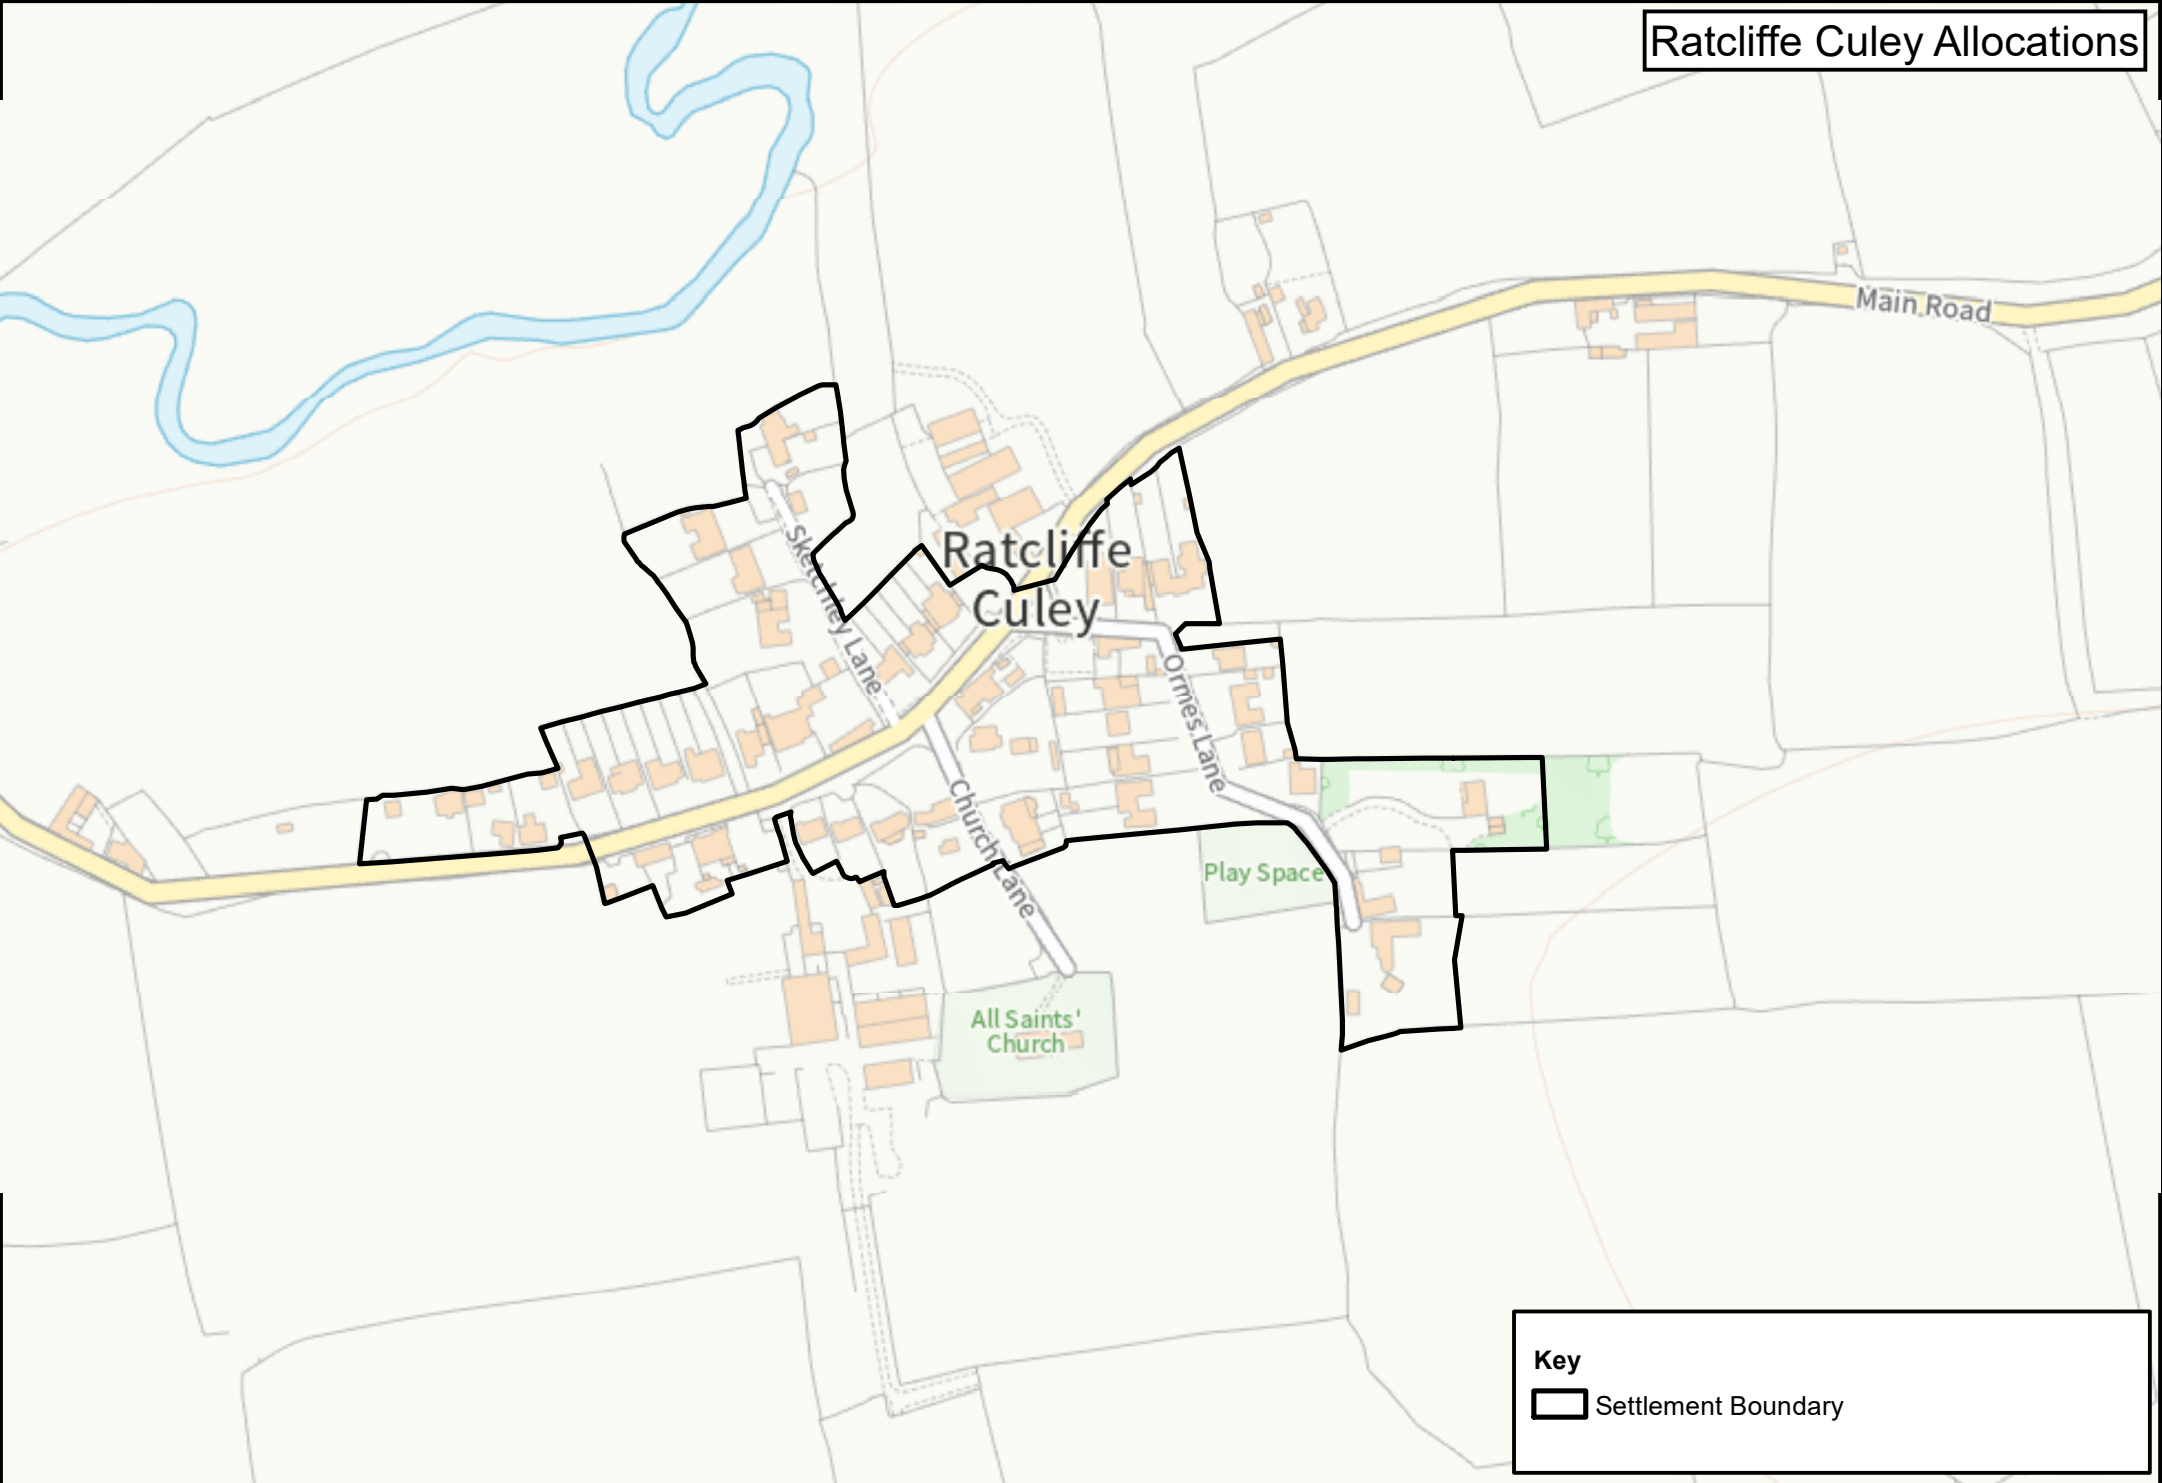 Ratcliffe Culey Allocations
Main Road
Ratcliffe
Culey
Sketchley Lane
Ormes Lane
Church Lane
Play Space
All Saints'
Church
Key
Settlement Boundary